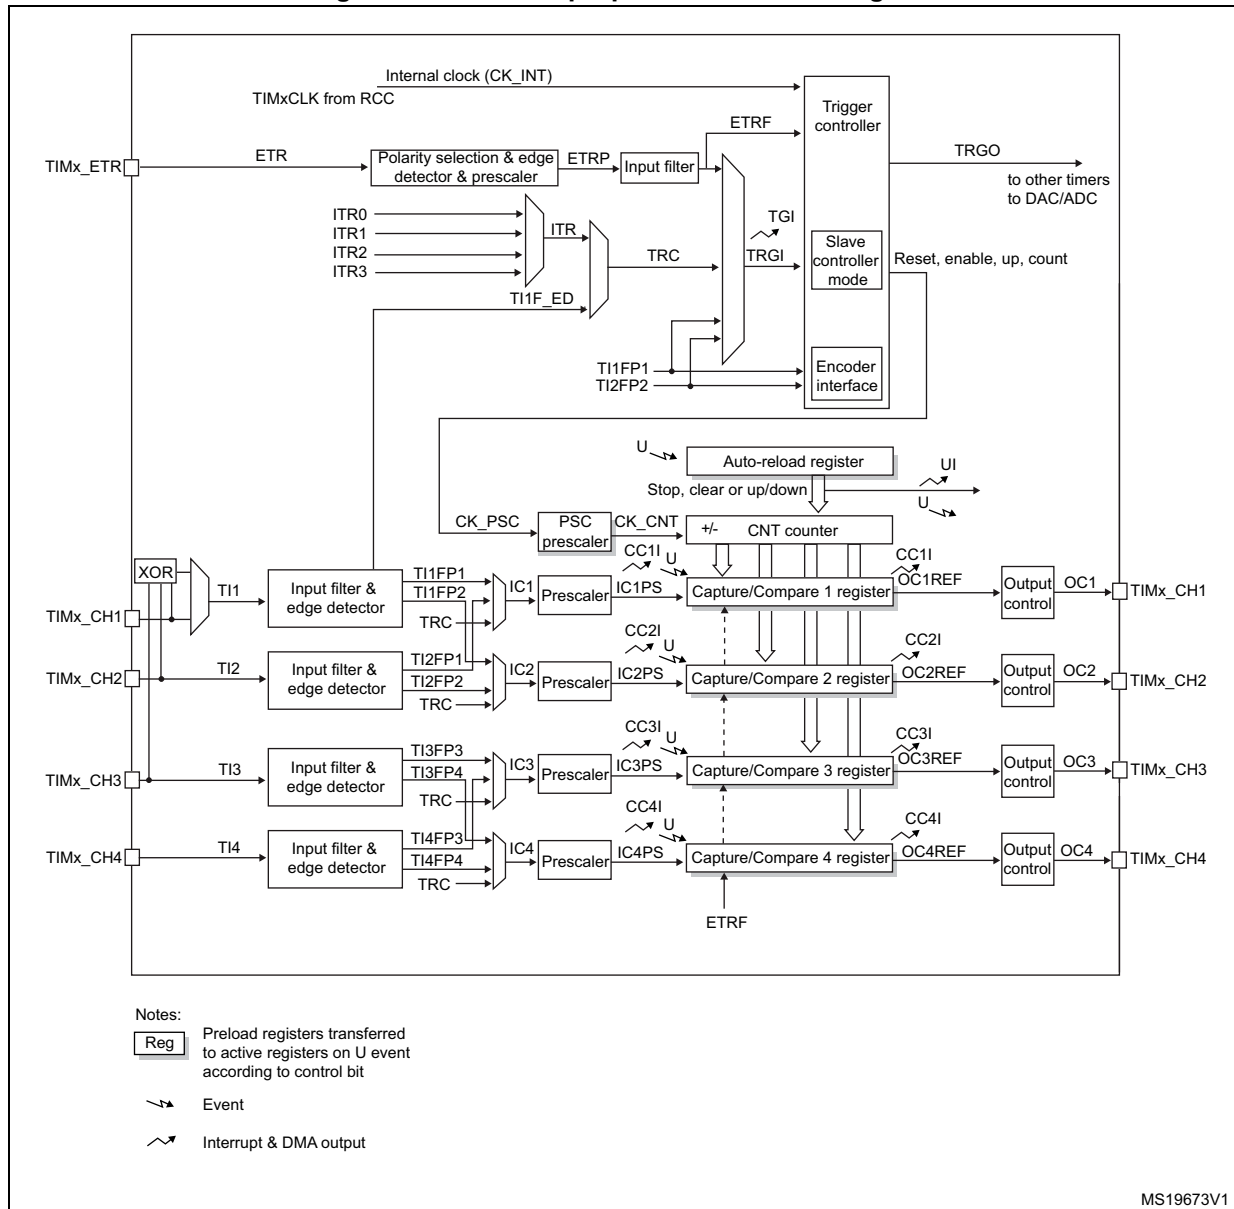 Internal clock (CK_INT)
TIMxCLK from RCC
Trigger
controller
ETRF
TIMx_ETR
ETR
Polarity selection & edge
detector & prescaler
ETRP
Input filter
TRGO
to other timers
to DAC/ADC
ITR0
ITR1
ITR2
ITR3
ITR
TRC
TI1F_ED
TGI
TRGI
Slave
controller
mode
Reset, enable, up, count
TI1FP1
TI2FP2
Encoder
interface
U
Auto-reload register
Stop, clear or up/down
UI
U
CK_PSC
PSC
prescaler
CK_CNT
+/-
CNT counter
XOR
TI1
TIMx_CH1
Input filter &
edge detector
TI1FP1
TI1FP2
TRC
IC1
Prescaler
IC1PS
CC1I
U
Capture/Compare 1 register
CC1I
OC1REF
Output
control
OC1
TIMx_CH1
TIMx_CH2
TI2
Input filter &
edge detector
TI2FP1
TI2FP2
TRC
IC2
Prescaler
IC2PS
CC2I
U
Capture/Compare 2 register
CC2I
OC2REF
Output
control
OC2
TIMx_CH2
TIMx_CH3
TI3
Input filter &
edge detector
TI3FP3
TI3FP4
TRC
IC3
Prescaler
IC3PS
CC3I
U
Capture/Compare 3 register
CC3I
OC3REF
Output
control
OC3
TIMx_CH3
TIMx_CH4
TI4
Input filter &
edge detector
TI4FP3
TI4FP4
TRC
IC4
Prescaler
IC4PS
CC4I
U
Capture/Compare 4 register
CC4I
OC4REF
Output
control
OC4
TIMx_CH4
ETRF
Notes:
Reg
Preload registers transferred
to active registers on U event
according to control bit
Event
Interrupt & DMA output
MS19673V1